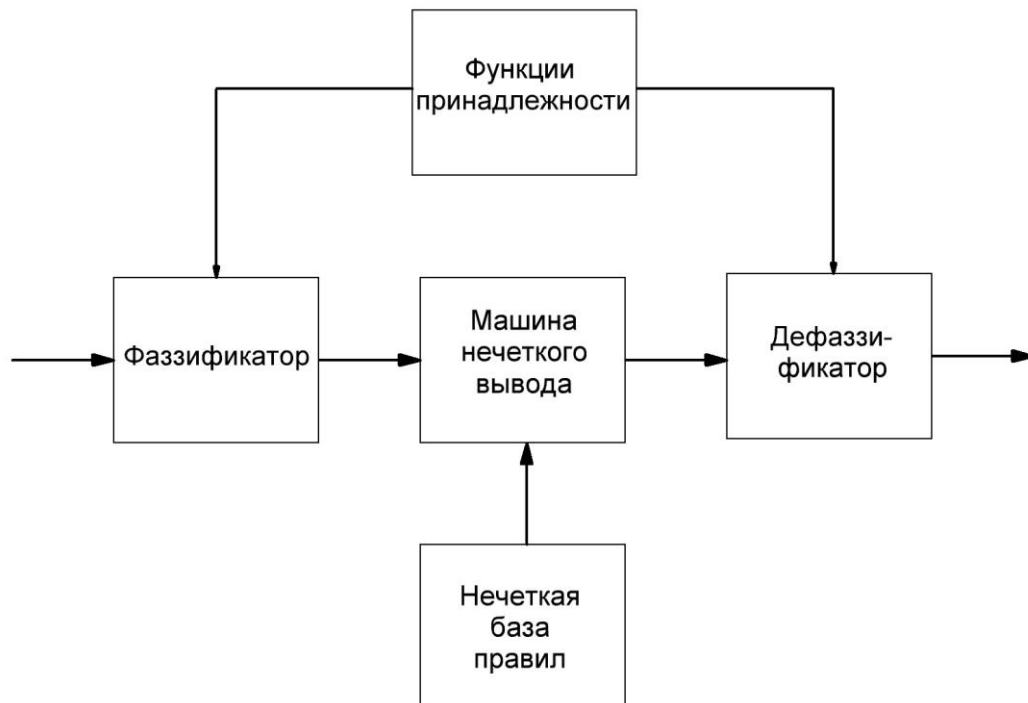 Функции
принадлежности
Фаззификатор
Машина
нечеткого
вывода
Дефаззи-
фикатор
Нечеткая
база
правил